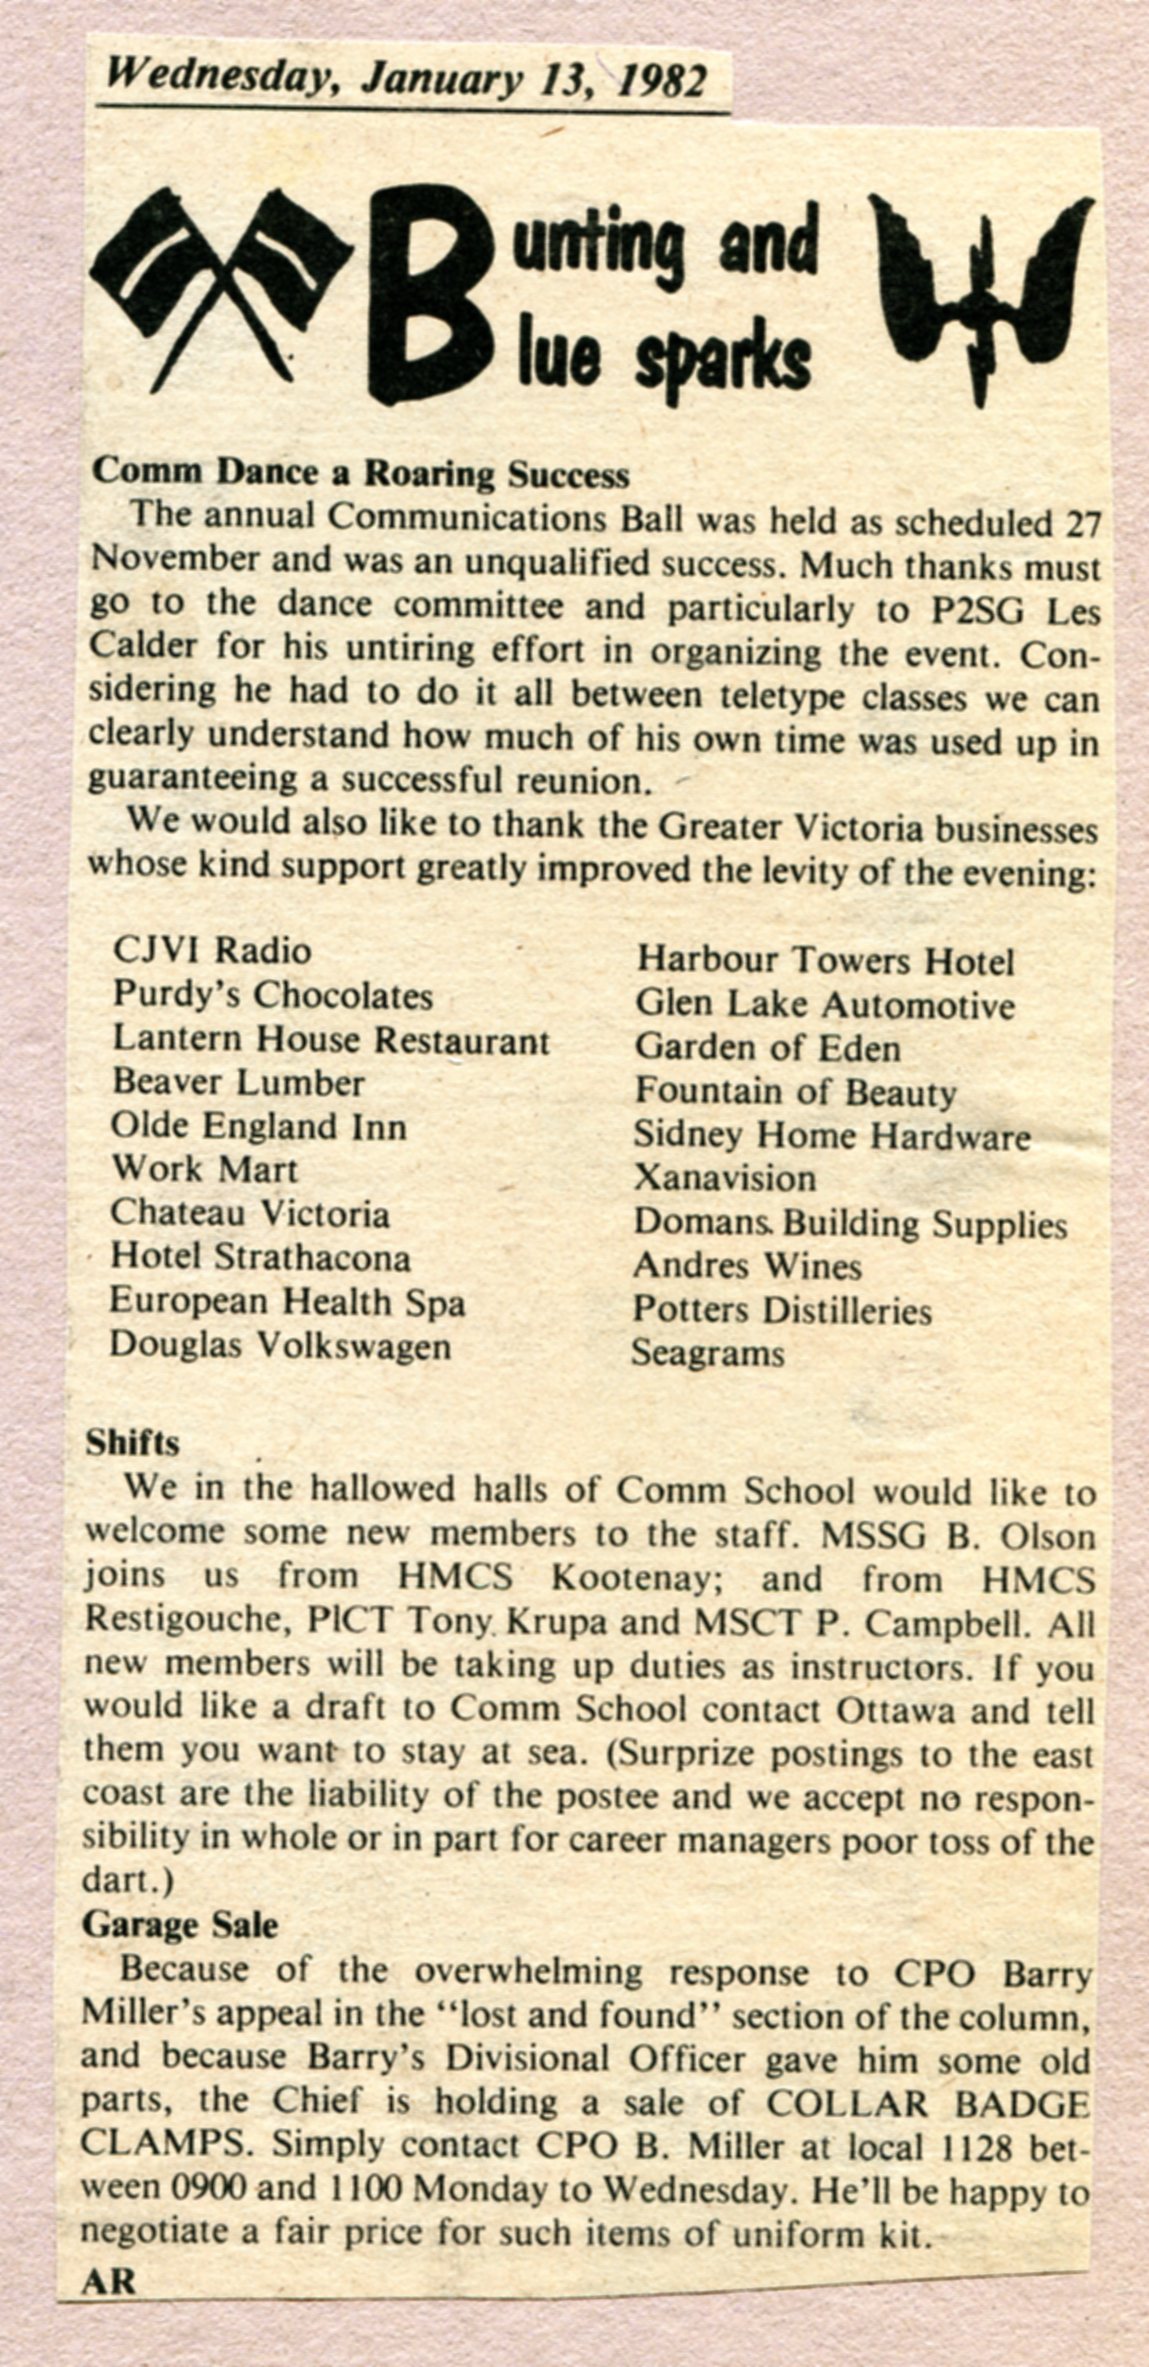 Wednesday, January 13, 1982
Bunting and
Blue sparks
Comm Dance a Roaring Success
The annual Communications Ball was held as scheduled 27
November and was an unqualified success. Much thanks must
go to the dance committee and particularly to P2SG Les
Calder for his untiring effort in organizing the event. Con-
sidering he had to do it all between teletype classes we can
clearly understand how much of his own time was used up in
guaranteeing a successful reunion.
We would also like to thank the Greater Victoria businesses
whose kind support greatly improved the levity of the evening:
CJVI Radio
Purdy's Chocolates
Lantern House Restaurant
Beaver Lumber
Olde England Inn
Work Mart
Chateau Victoria
Hotel Strathacona
European Health Spa
Douglas Volkswagen
Harbour Towers Hotel
Glen Lake Automotive
Garden of Eden
Fountain of Beauty
Sidney Home Hardware
Xanavision
Domans Building Supplies
Andres Wines
Potters Distilleries
Seagrams
Shifts
We in the hallowed halls of Comm School would like to
welcome some new members to the staff. MSSG B. Olson
joins us from HMCS Kootenay; and from HMCS
Restigouche, PICT Tony Krupa and MSCT P. Campbell. All
new members will be taking up duties as instructors. If you
would like a draft to Comm School contact Ottawa and tell
them you want to stay at sea. (Surprize postings to the east
coast are the liability of the postee and we accept no respon-
sibility in whole or in part for career managers poor toss of the
dart.)
Garage Sale
Because of the overwhelming response to CPO Barry
Miller's appeal in the "lost and found" section of the column,
and because Barry's Divisional Officer gave him some old
parts, the Chief is holding a sale of COLLAR BADGE
CLAMPS. Simply contact CPO B. Miller at local 1128 bet-
ween 0900 and 1100 Monday to Wednesday. He'll be happy to
negotiate a fair price for such items of uniform kit.
AR